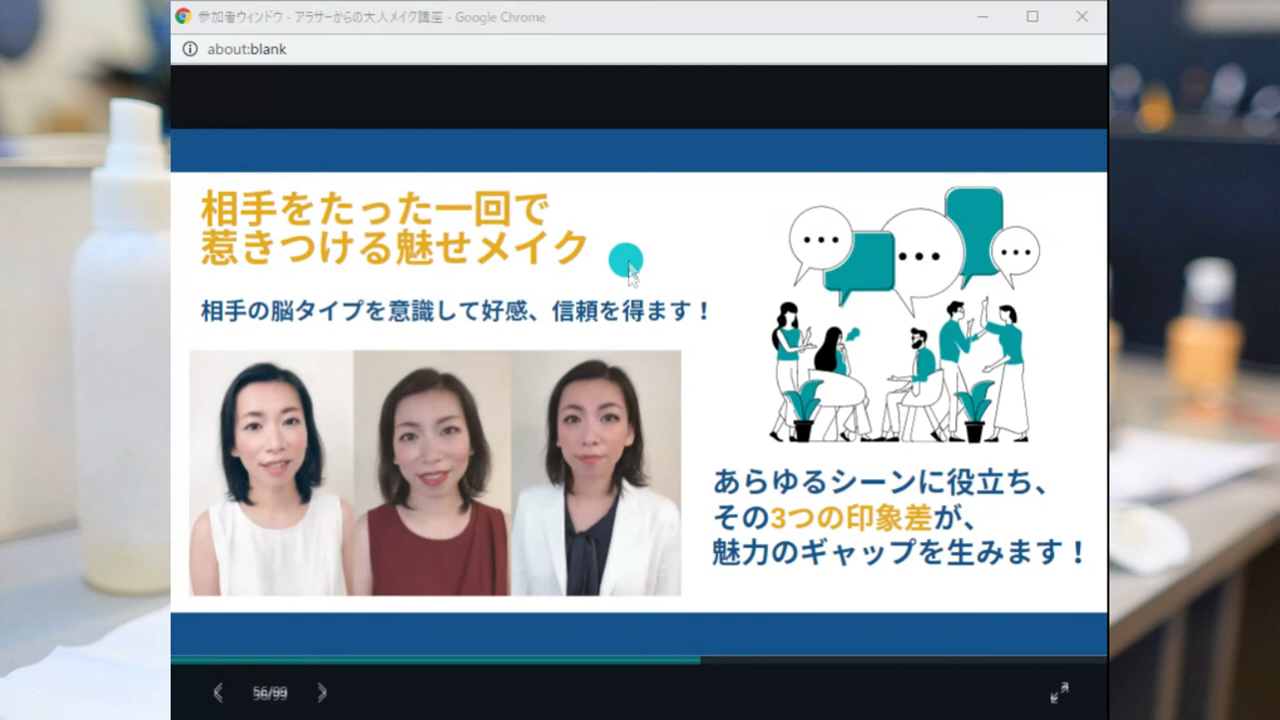 参加者ウィンドウ - アラサーからの大人メイク講座 - Google Chrome
about:blank
相手をたった一回で
惹きつける魅せメイク
相手の脳タイプを意識して好感、信頼を得ます！
あらゆるシーンに役立ち、
その3つの印象差が、
魅力のギャップを生みます！
56/99